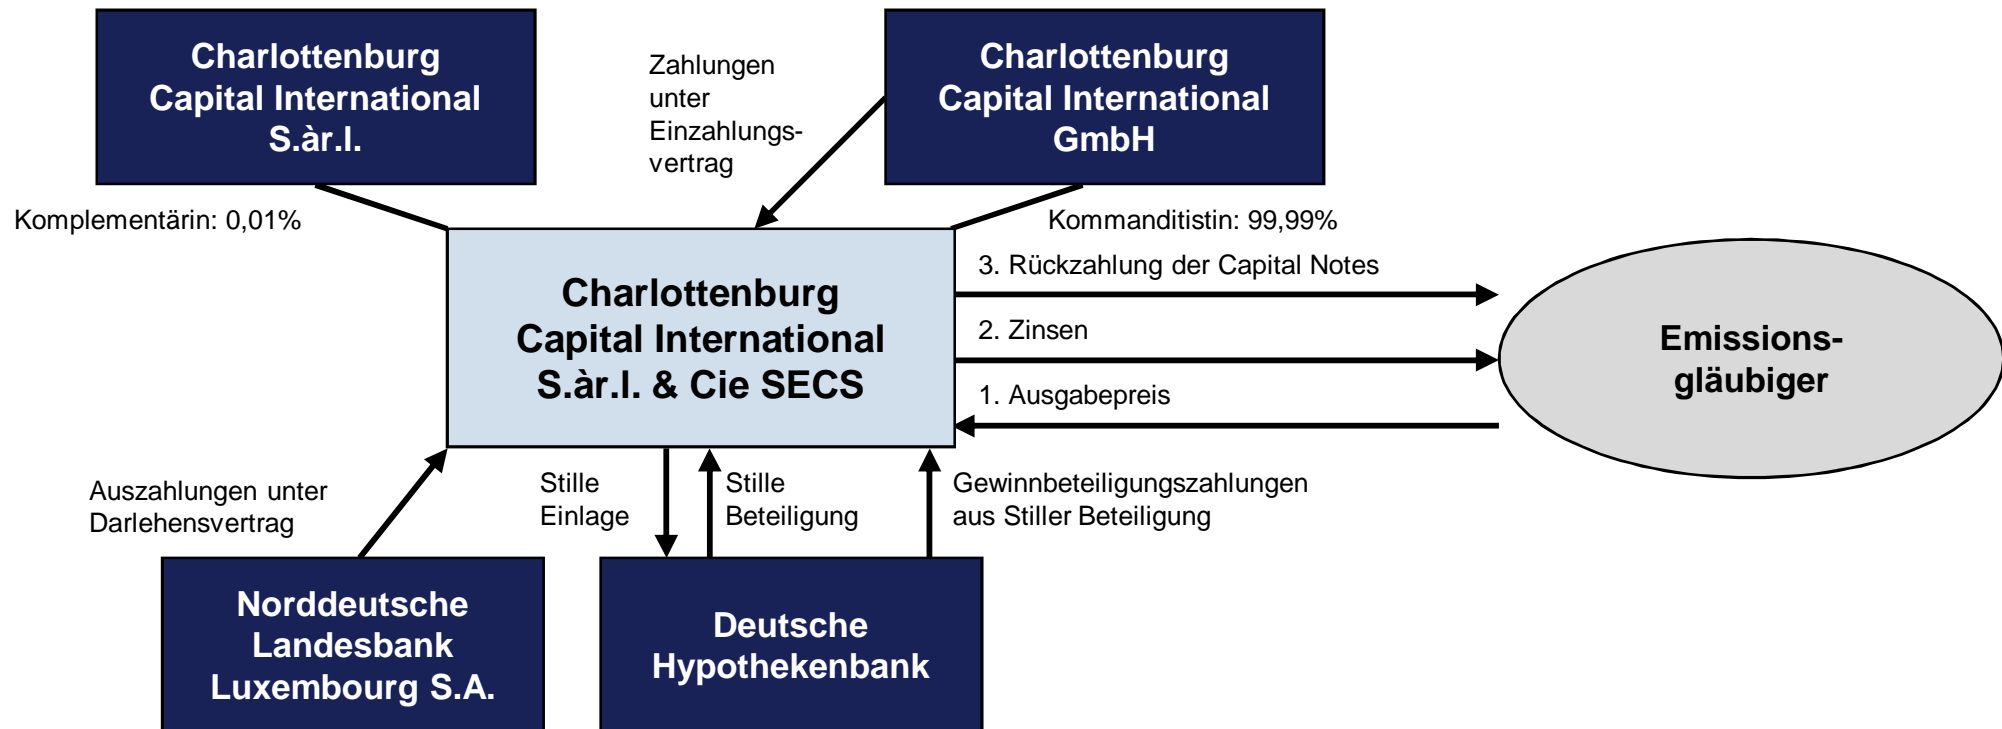 Charlottenburg
Capital International
S.àr.l.
Zahlungen
unter
Einzahlungs-
vertrag
Charlottenburg
Capital International
GmbH
Komplementärin: 0,01%
Kommanditistin: 99,99%
Charlottenburg
Capital International
S.àr.l. & Cie SECS
3. Rückzahlung der Capital Notes
2. Zinsen
1. Ausgabepreis
Emissions-
gläubiger
Auszahlungen unter
Darlehensvertrag
Stille
Einlage
Stille
Beteiligung
Gewinnbeteiligungszahlungen
aus Stiller Beteiligung
Norddeutsche
Landesbank
Luxembourg S.A.
Deutsche
Hypothekenbank